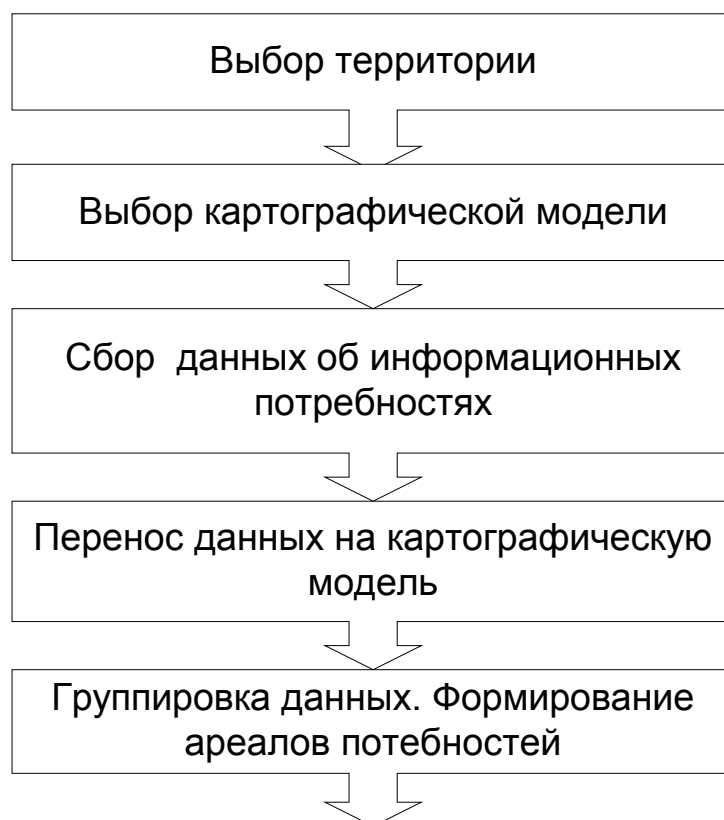 Выбор территории
Выбор картографической модели
Сбор  данных об информационных
потребностях
Перенос данных на картографическую
модель
Группировка данных. Формирование
ареалов потебностей